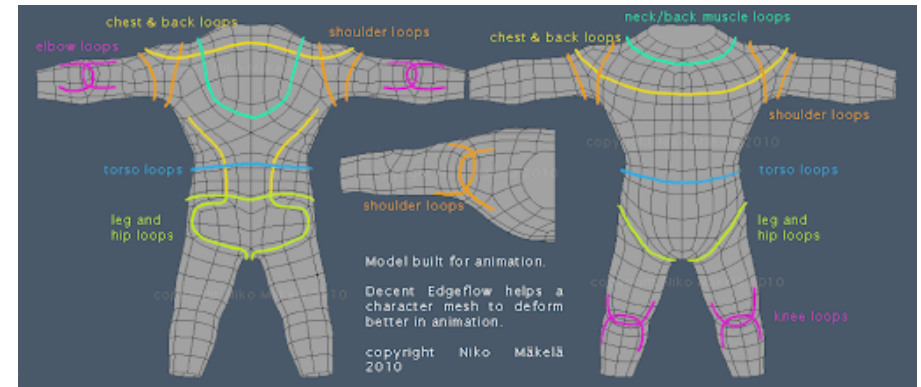 chest & back loops
elbow loops
shoulder loops
neck/back muscle loops
chest & back loops
shoulder loops
torso loops
torso loops
shoulder loops
leg and
hip loops
leg and
hip loops
Model built for animation.
Decent Edgeflow helps a
character mesh to deform
better in animation.
copyright Niko Mäkelä
2010
knee loops